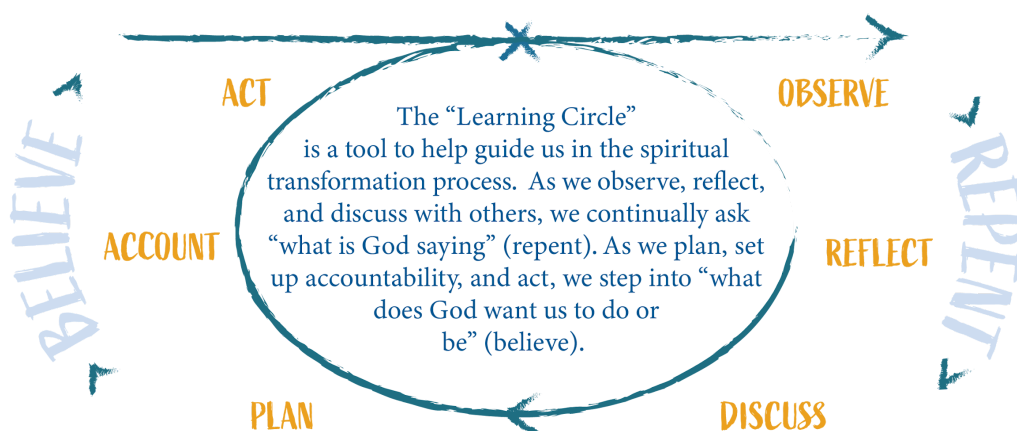 ACT
OBSERVE
The “Learning Circle”
is a tool to help guide us in the spiritual
transformation process. As we observe, reflect,
and discuss with others, we continually ask
“what is God saying” (repent). As we plan, set
up accountability, and act, we step into “what
does God want us to do or
be” (believe).
BELIEVE
REPENT
ACCOUNT
REFLECT
PLAN
DISCUSS